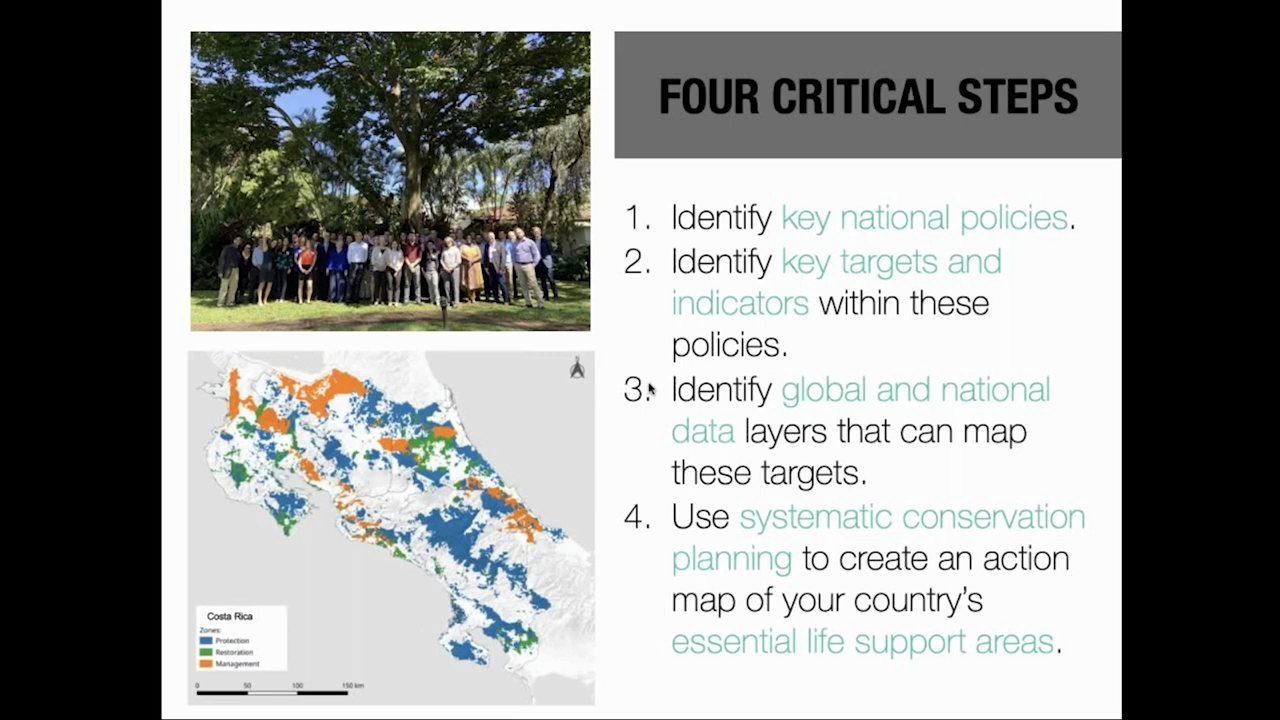 FOUR CRITICAL STEPS
1. Identify key national policies.
2. Identify key targets and
indicators within these
policies.
3. Identify global and national
data layers that can map
these targets.
4. Use systematic conservation
planning to create an action
map of your country's
essential life support areas.
Costa Rica
Zones:
Protection
Restoration
Management
0 50 100 150 km